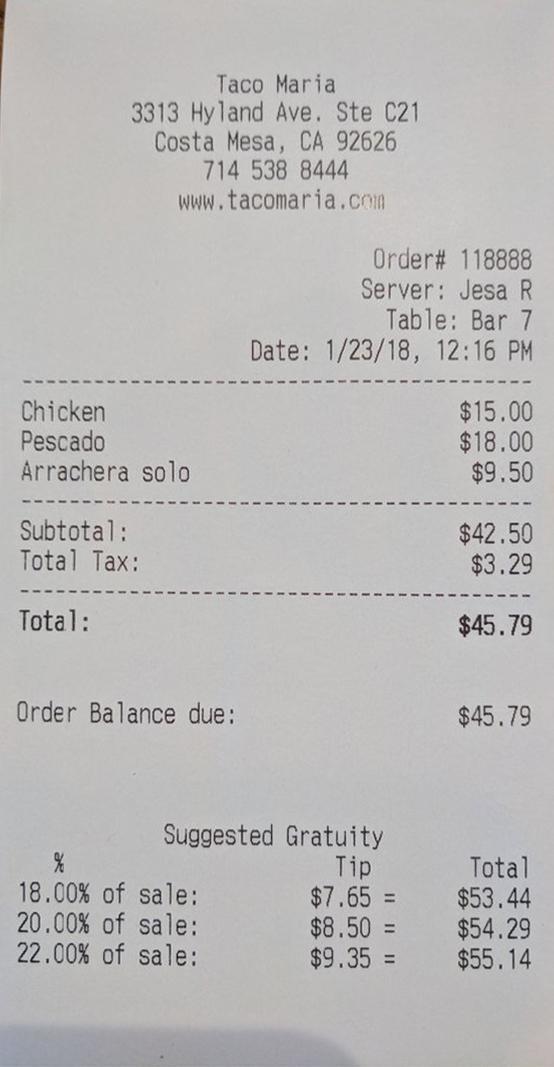 Taco Maria
3313 Hyland Ave. Ste C21
Costa Mesa, CA 92626
714 538 8444
www.tacomaria.com
Order# 118888
Server: Jesa R
Table: Bar 7
Date: 1/23/18, 12:16 PM
Chicken $15.00
Pescado $18.00
Arrachera solo $9.50
Subtotal: $42.50
Total Tax: $3.29
Total: $45.79
Order Balance due: $45.79
Suggested Gratuity
% Tip Total
18.00% of sale: $7.65 = $53.44
20.00% of sale: $8.50 = $54.29
22.00% of sale: $9.35 = $55.14